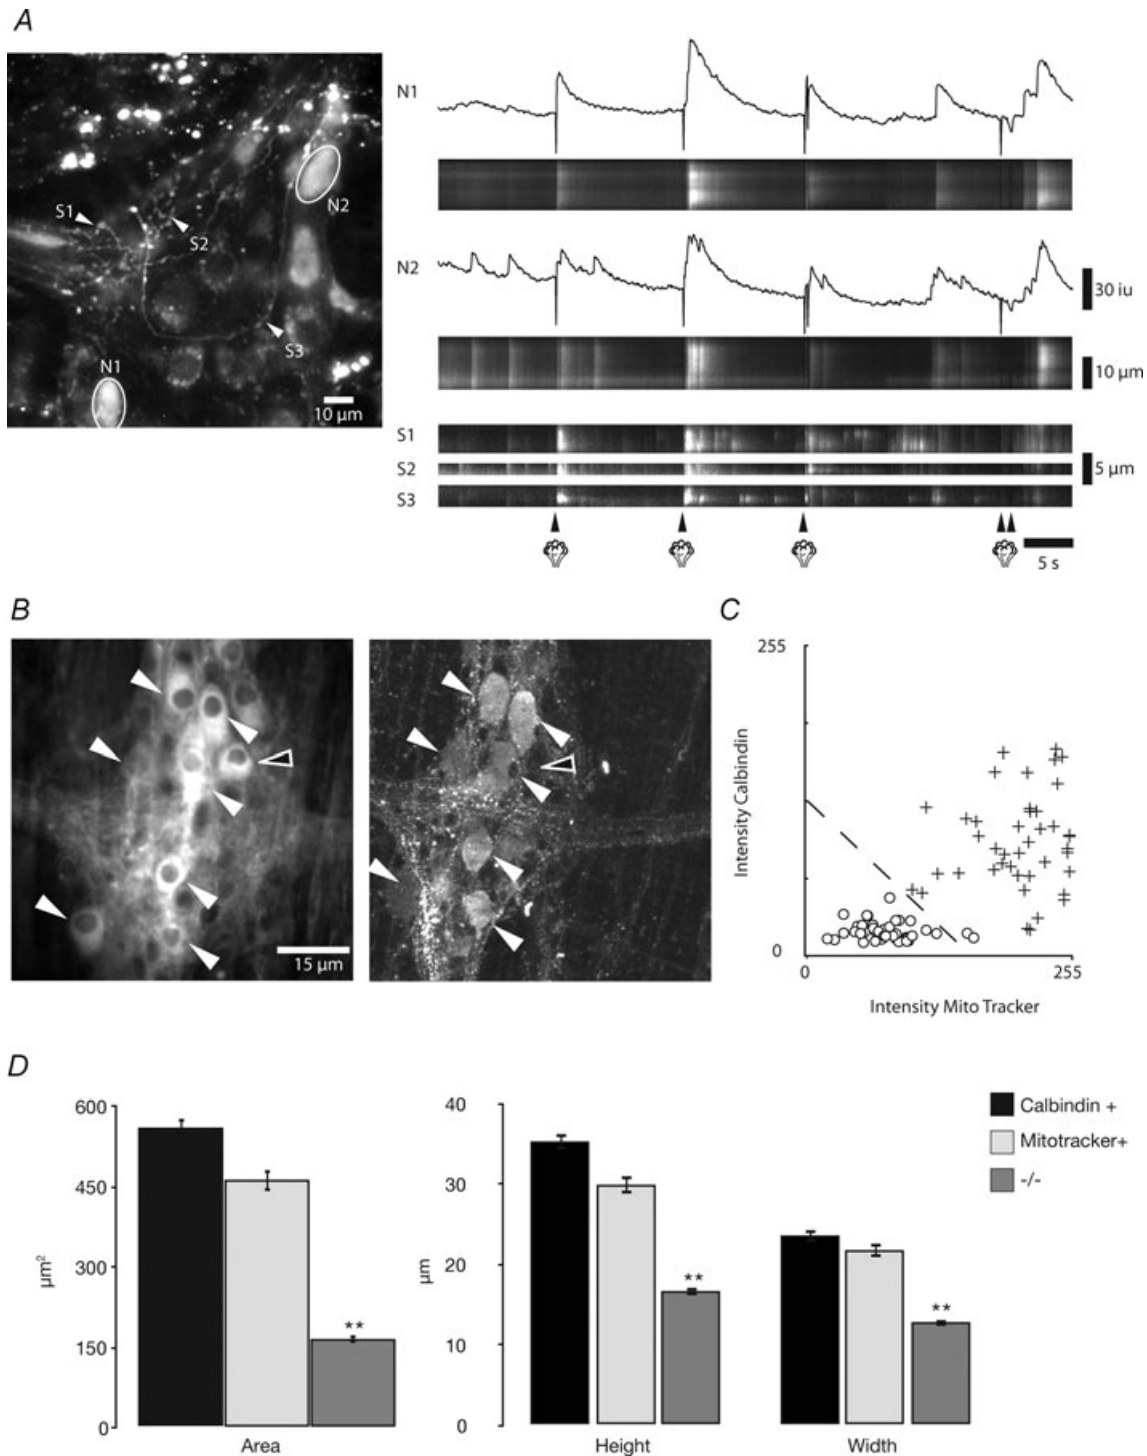 A
S1
S2
N2
S3
N1
10 µm
N1
N2
30 iu
10 µm
S1
S2
S3
5 µm
5 s
B
15 µm
C
255
Intensity Calbindin
0
0
255
Intensity Mito Tracker
D
600
450
300
150
0
µm²
**
Area
40
30
20
10
0
µm
**
**
Height
Width
Calbindin +
Mitotracker+
-/-